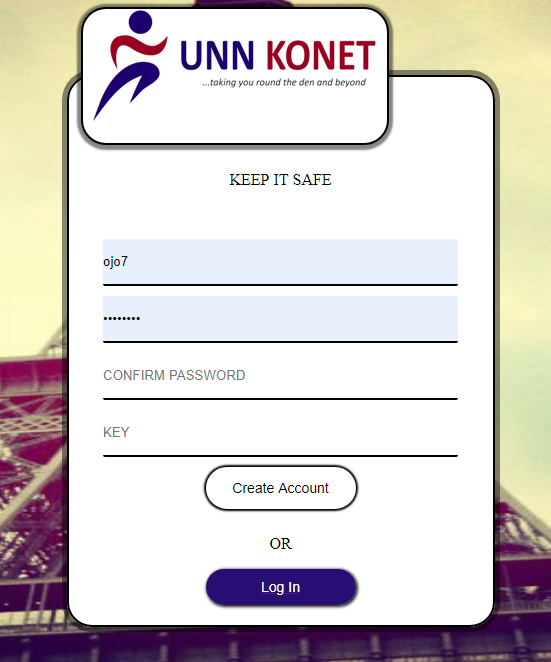 UNN KONET
...taking you round the den and beyond
KEEP IT SAFE
ojo7
••••••••
CONFIRM PASSWORD
KEY
Create Account
OR
Log In